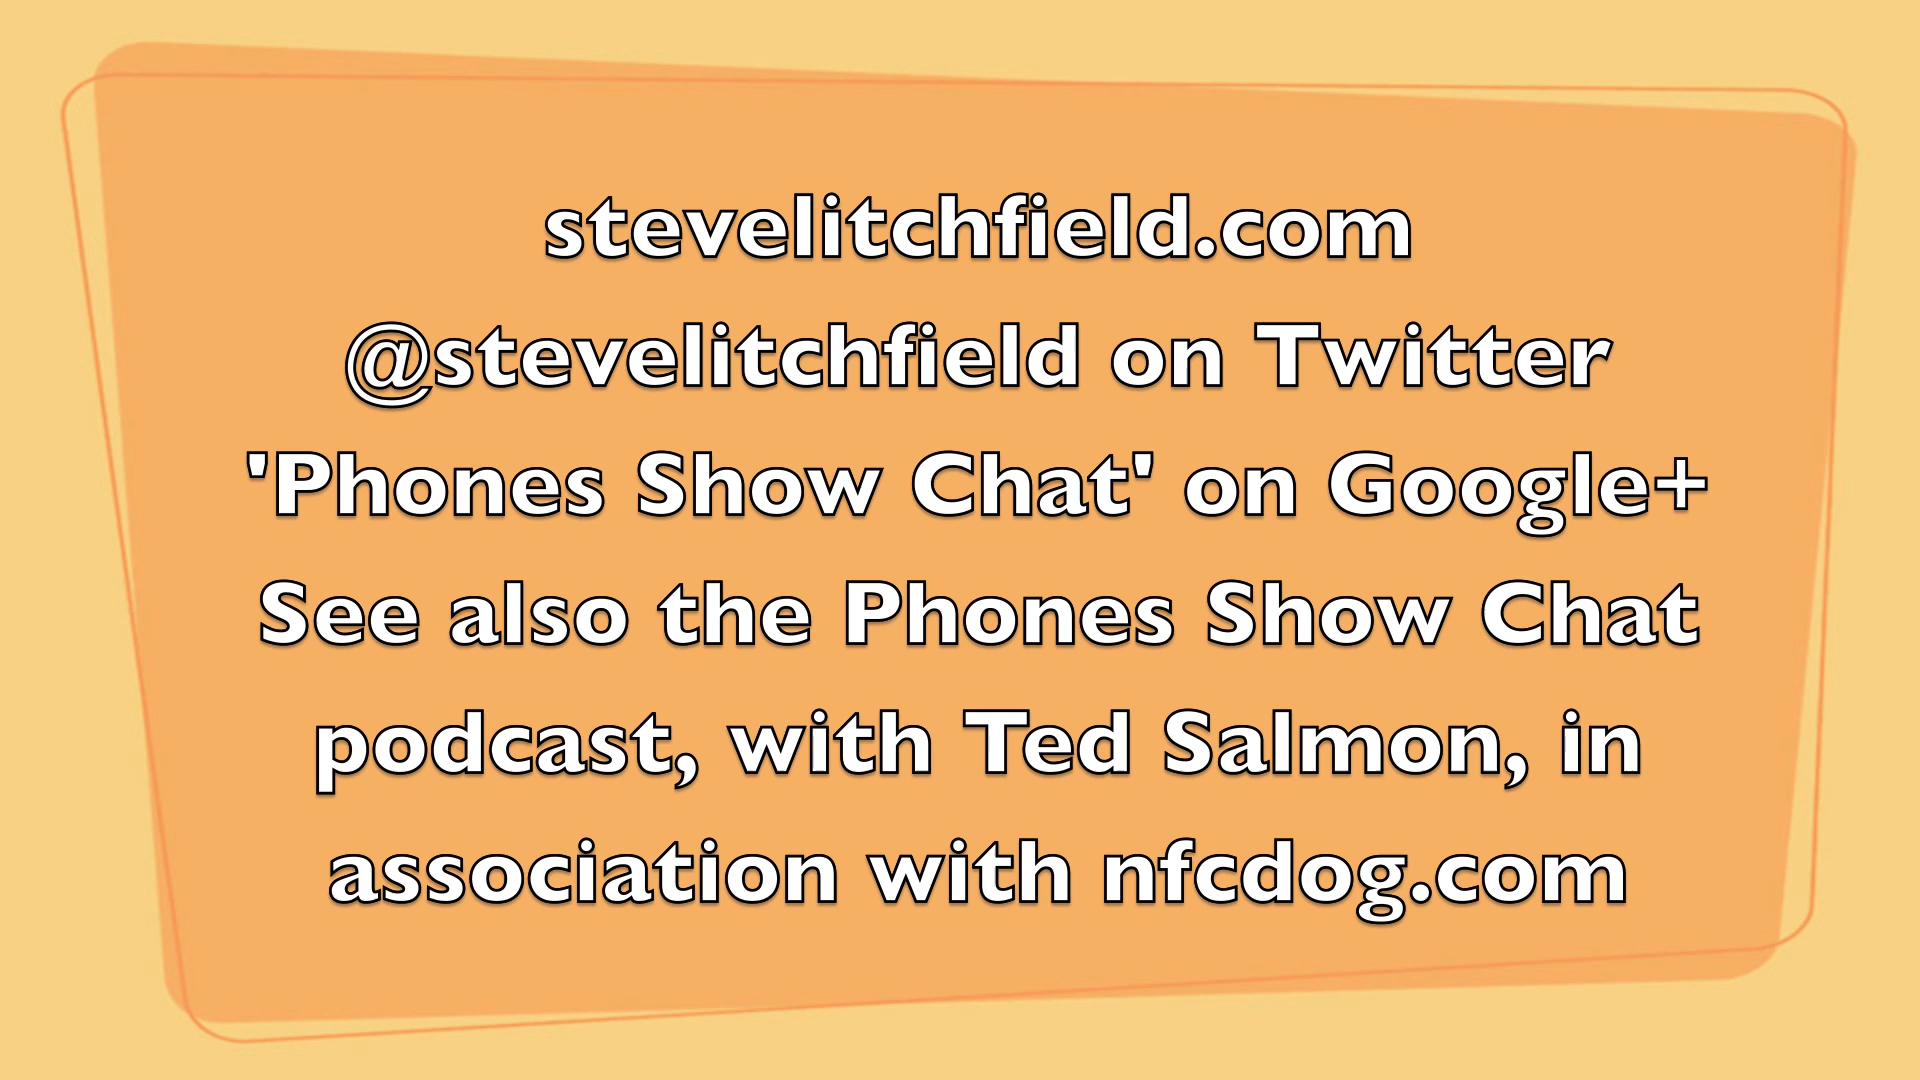 stevelitchfield.com
@stevelitchfield on Twitter
'Phones Show Chat' on Google+
See also the Phones Show Chat
podcast, with Ted Salmon, in
association with nfcdog.com